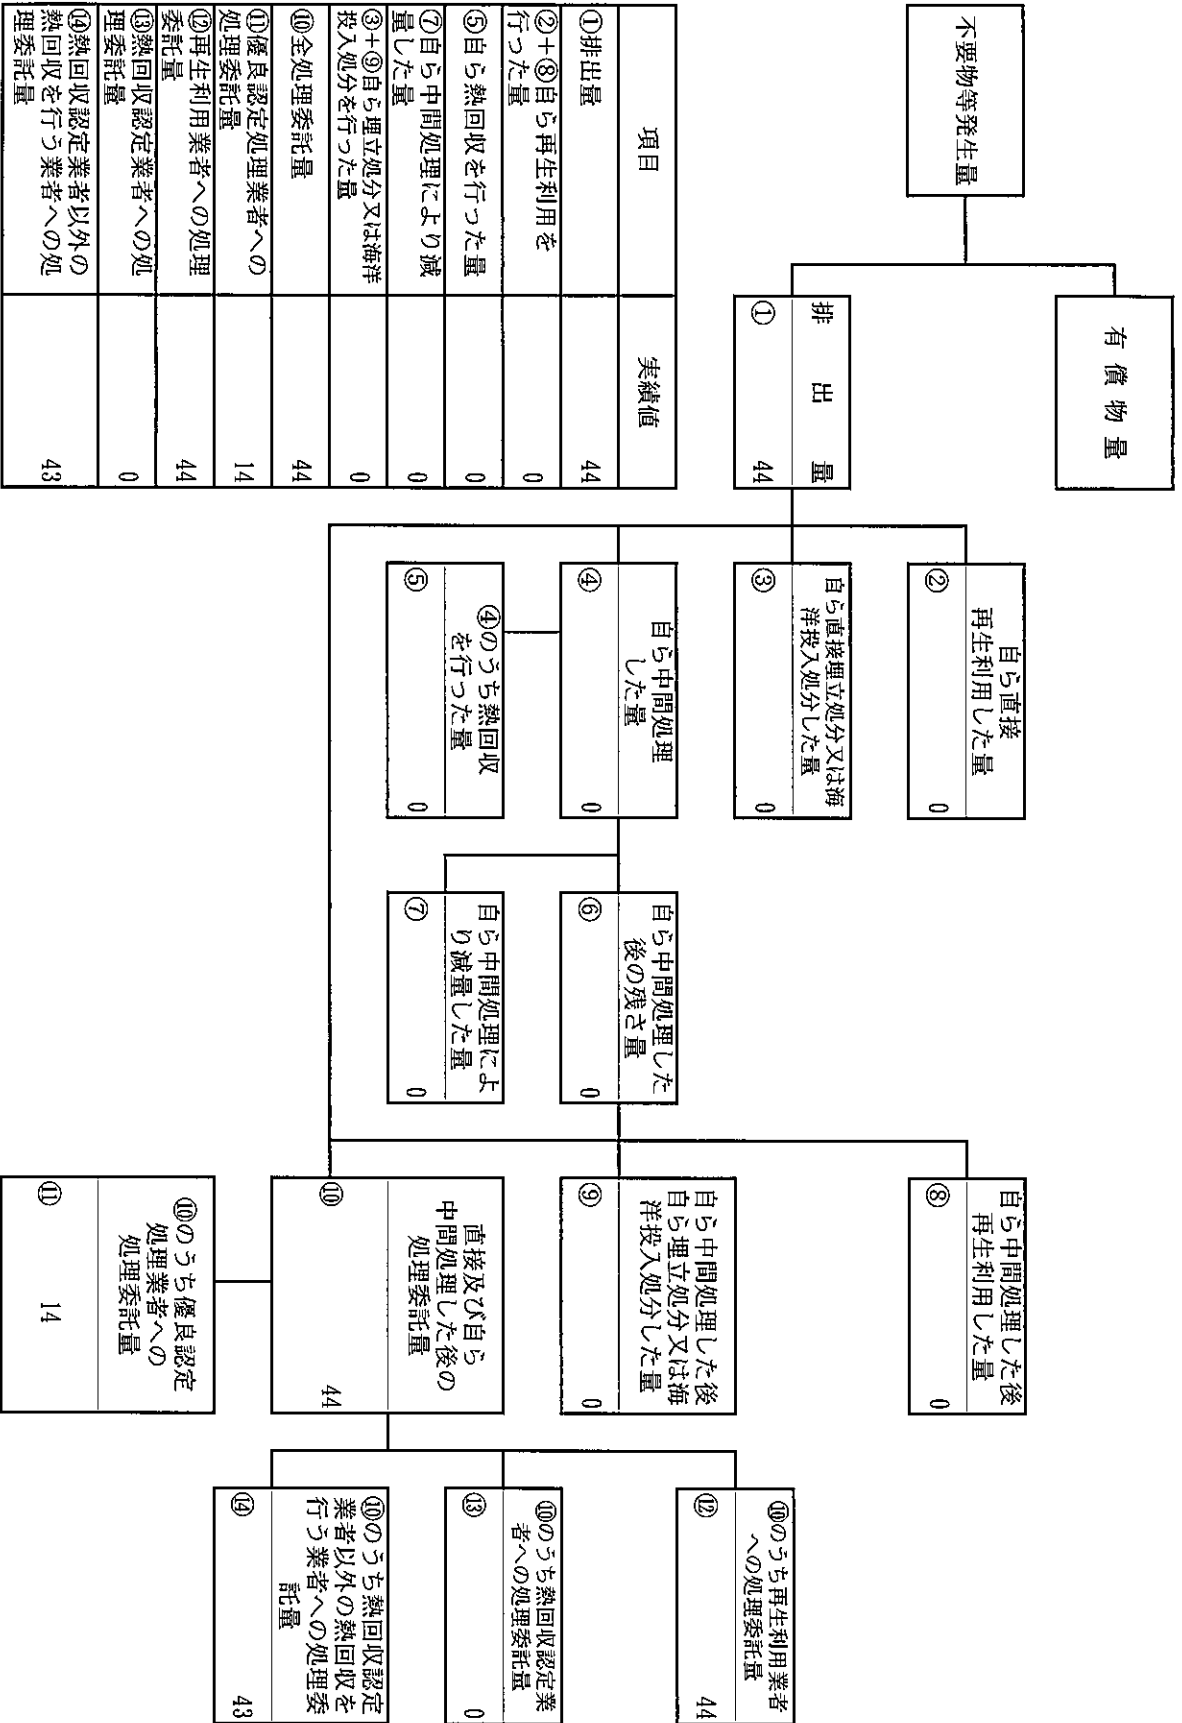 不要物等発生量
有償物量
排出量
① 44
自ら直接
再生利用した量
② 0
自ら直接埋立処分又は海
洋投入処分した量
③ 0
自ら中間処理
した量
④ 0
④のうち熱回収
を行った量
⑤ 0
自ら中間処理した
後の残さ量
⑥ 0
自ら中間処理によ
り減量した量
⑦ 0
自ら中間処理した後
再生利用した量
⑧ 0
自ら中間処理した後
自ら埋立処分又は海
洋投入処分した量
⑨ 0
直接及び自ら
中間処理した後の
処理委託量
⑩ 44
⑩のうち優良認定
処理業者への
処理委託量
⑪ 14
⑩のうち再生利用業者
への処理委託量
⑫ 44
⑩のうち熱回収認定業
者への処理委託量
⑬ 0
⑩のうち熱回収認定
業者以外の熱回収を
行う業者への処理委
託量
⑭ 43
項目 実績値
①排出量 44
②+⑧自ら再生利用を
行った量 0
⑤自ら熱回収を行った量 0
⑦自ら中間処理により減
量した量 0
③+⑨自ら埋立処分又は海洋
投入処分を行った量 0
⑩全処理委託量 44
⑪優良認定処理業者への
処理委託量 14
⑫再生利用業者への処理
委託量 44
⑬熱回収認定業者への処
理委託量 0
⑭熱回収認定業者以外の
熱回収を行う業者への処
理委託量 43